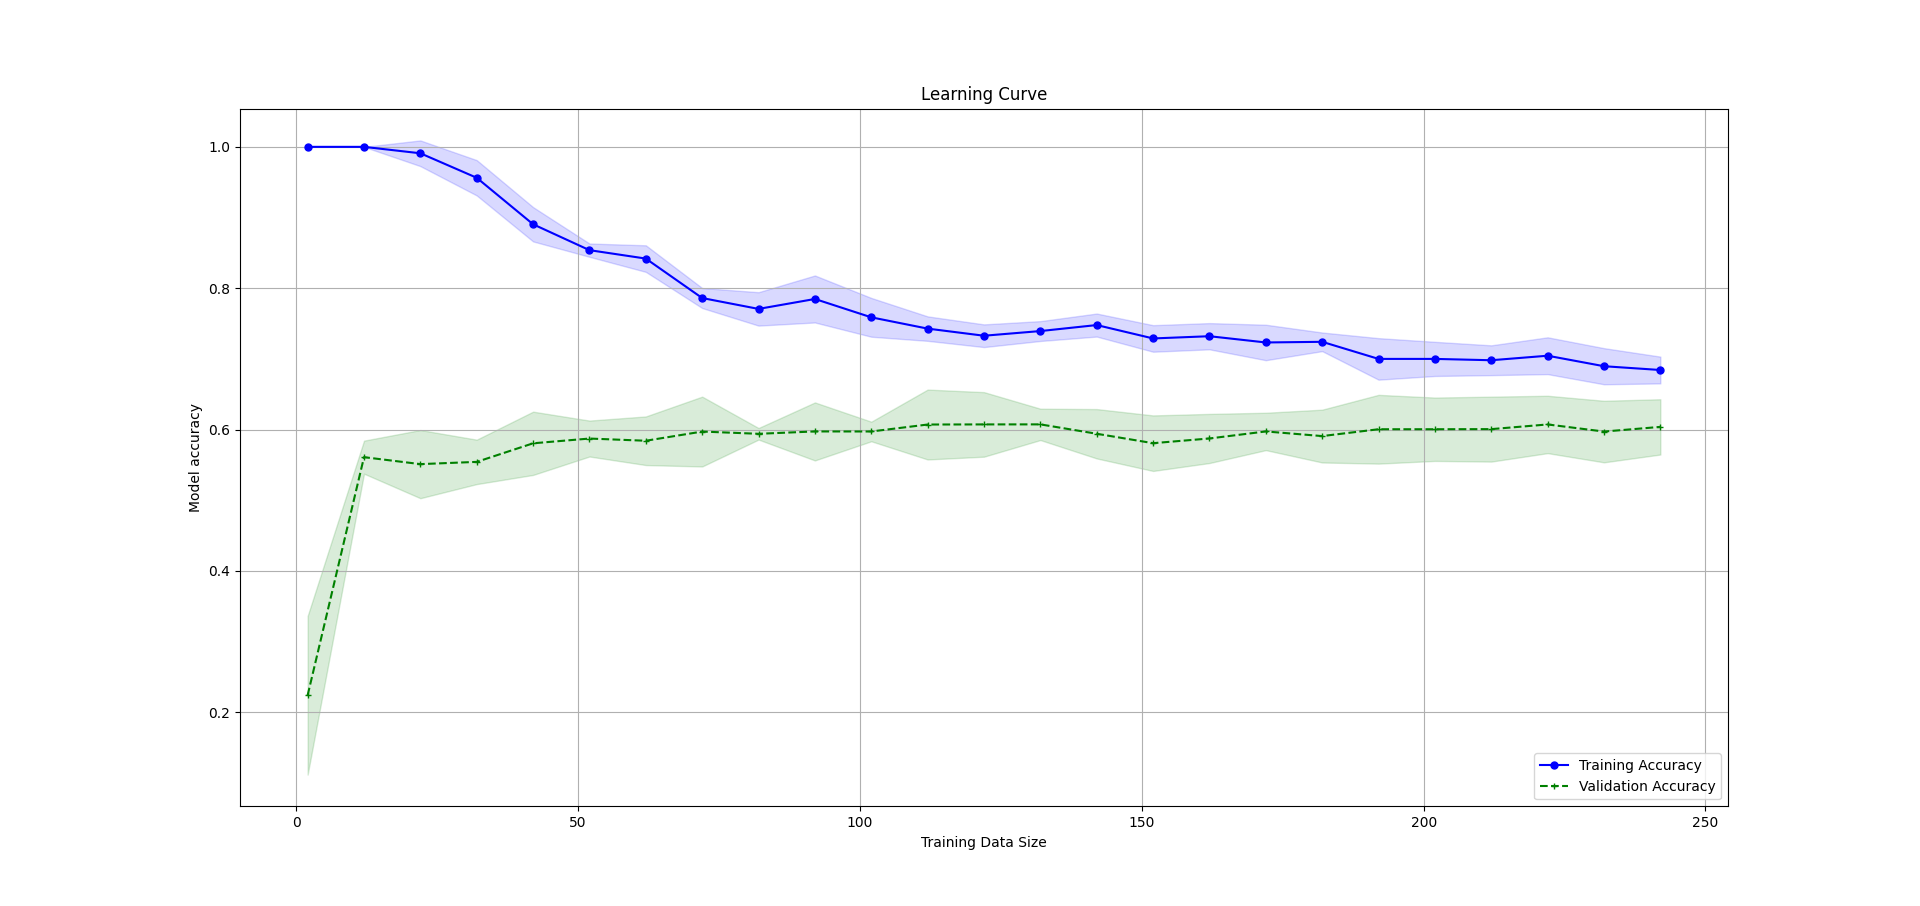 Learning Curve
1.0
0.8
0.6
0.4
0.2
Model accuracy
0
50
100
150
200
250
Training Data Size
Training Accuracy
Validation Accuracy